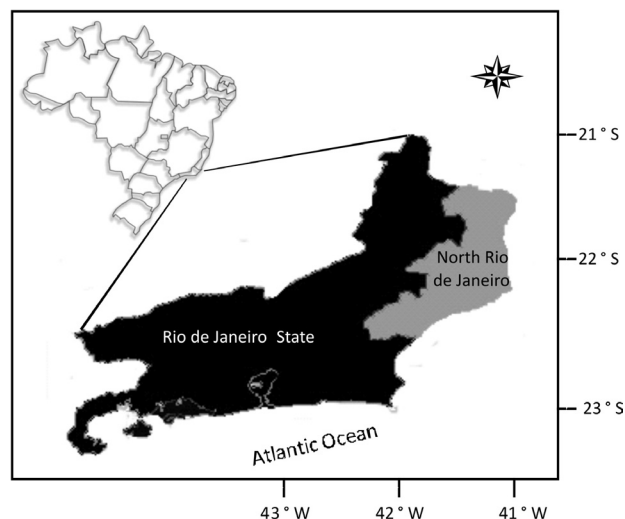 21° S
North Rio
de Janeiro
22° S
Rio de Janeiro State
23° S
Atlantic Ocean
43° W
42° W
41° W